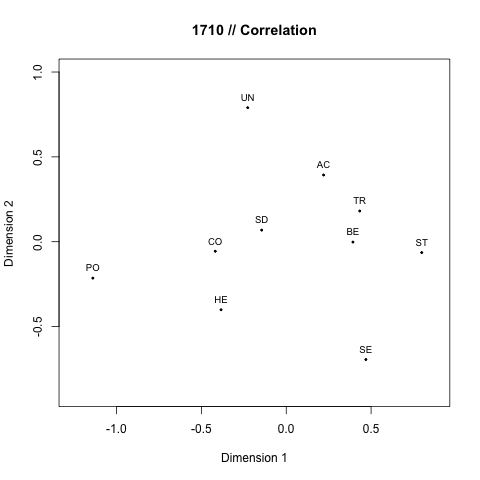 1710 // Correlation
UN
AC
TR
SD
BE
CO
ST
PO
HE
SE
1.0
0.5
0.0
-0.5
Dimension 2
-1.0 -0.5 0.0 0.5
Dimension 1